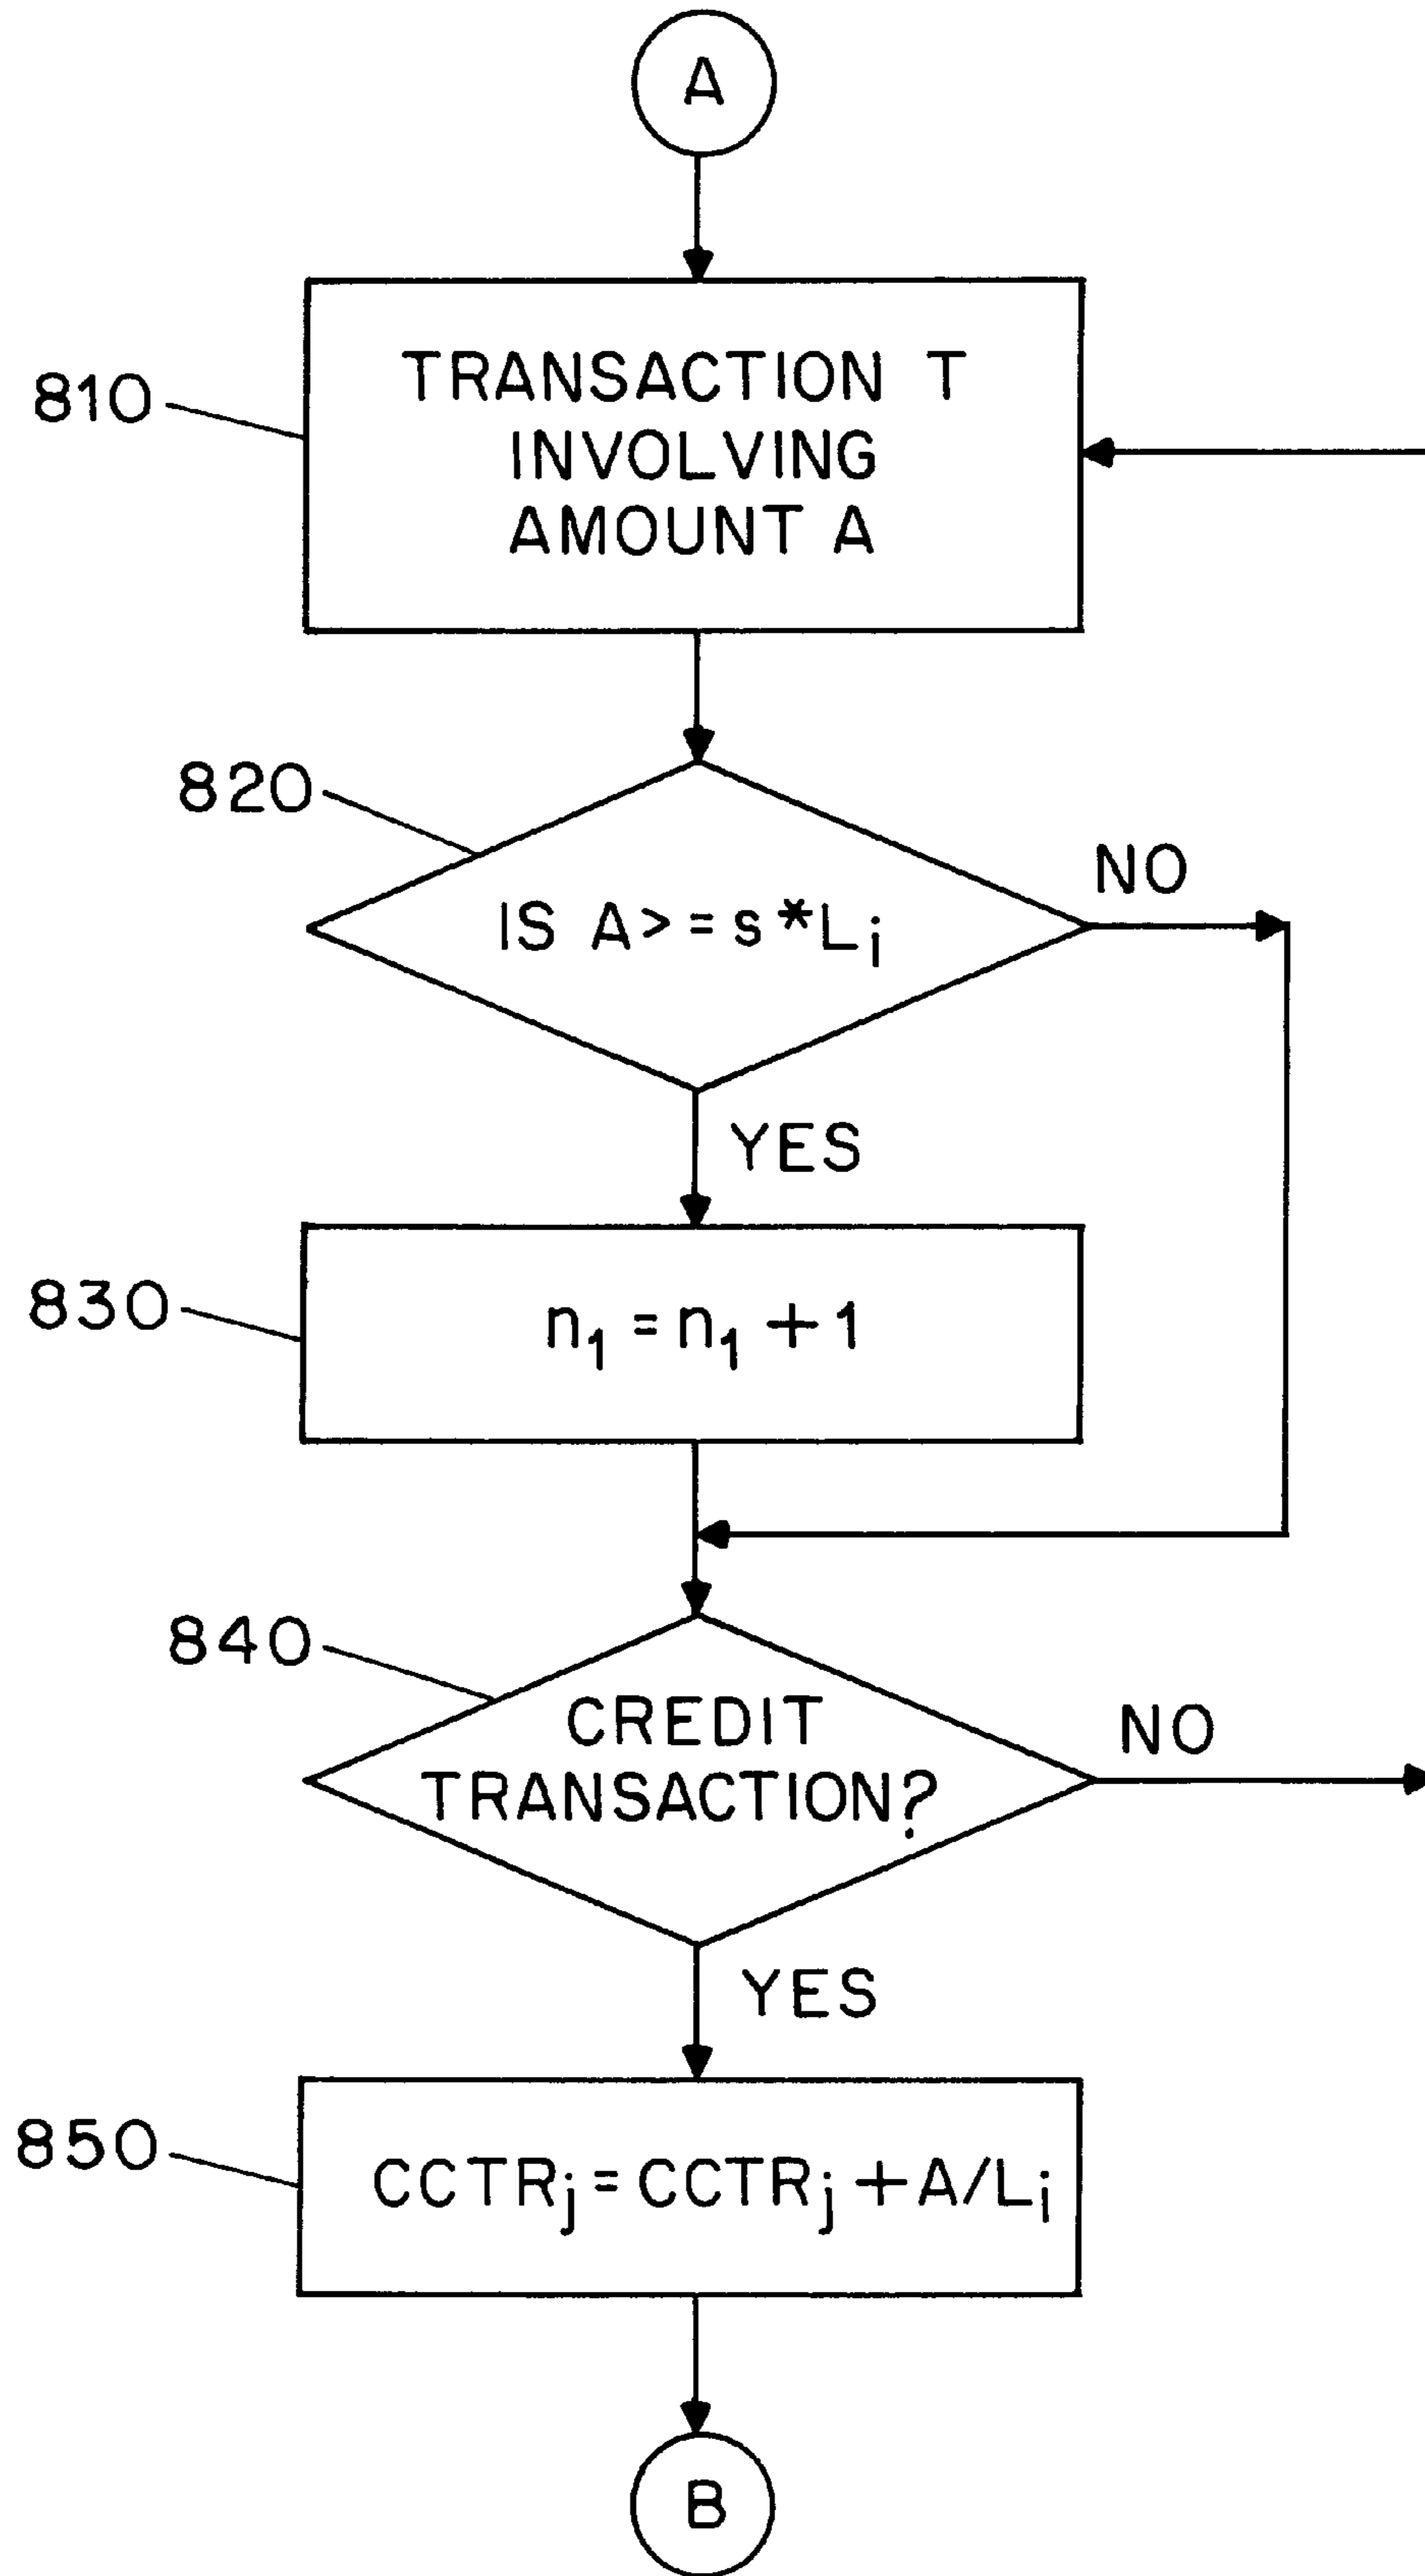 A
810
TRANSACTION T
INVOLVING
AMOUNT A
820
NO
IS A>=s*Lᵢ
YES
830
n₁=n₁+1
840
CREDIT
TRANSACTION?
NO
YES
850
CCTRⱼ=CCTRⱼ+A/Lᵢ
B